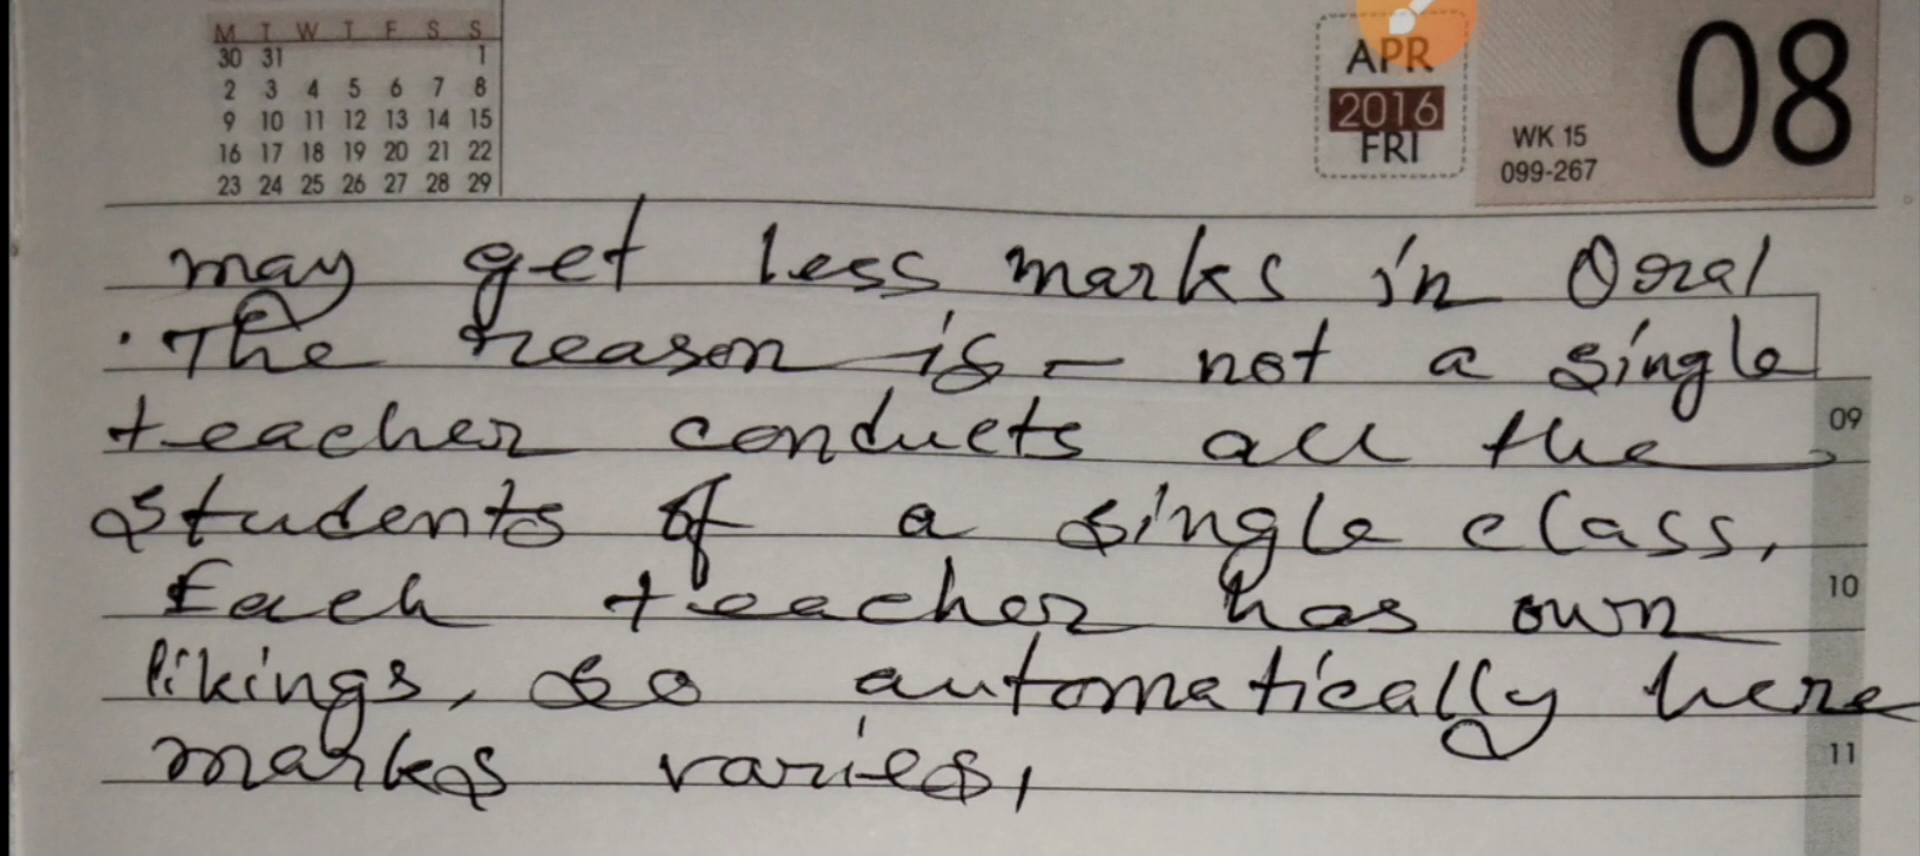 M T W T F S S
30 31 1
2 3 4 5 6 7 8
9 10 11 12 13 14 15
16 17 18 19 20 21 22
23 24 25 26 27 28 29
APR
2016
FRI
WK 15
099-267
08
may get less marks in Oral
. The reason is – not a single
teacher conducts all the
students of a single class,
Each teacher has own
likings, so automatically here
marks varies,
09
10
11